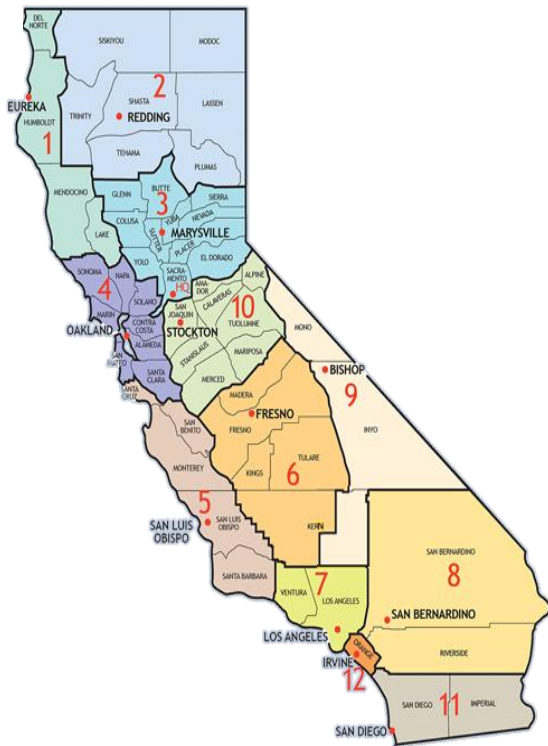 DEL
NORTE
SISKIYOU
MODOC
EUREKA
HUMBOLDT
1
TRINITY
2
SHASTA
REDDING
LASSEN
TEHAMA
PLUMAS
MENDOCINO
LAKE
GLENN
BUTTE
3
COLUSA
SUTTER
YUBA
SIERRA
NEVADA
MARYSVILLE
PLACER
YOLO
EL DORADO
SACRA-
MENTO
HQ
AMA-
DOR
ALPINE
SONOMA
NAPA
4
SOLANO
MARIN
OAKLAND
CONTRA
COSTA
ALAMEDA
SAN
MATEO
SANTA
CLARA
SANTA
CRUZ
10
SAN
JOAQUIN
CALAVERAS
STOCKTON
TUOLUMNE
STANISLAUS
MARIPOSA
MERCED
MONO
BISHOP
9
INYO
MADERA
FRESNO
FRESNO
TULARE
KINGS
6
KERN
SAN
BENITO
MONTEREY
5
SAN LUIS
OBISPO
SAN LUIS
OBISPO
SANTA BARBARA
7
VENTURA
LOS ANGELES
LOS ANGELES
SAN BERNARDINO
8
SAN BERNARDINO
RIVERSIDE
ORANGE
IRVINE
12
SAN DIEGO
11
IMPERIAL
SAN DIEGO